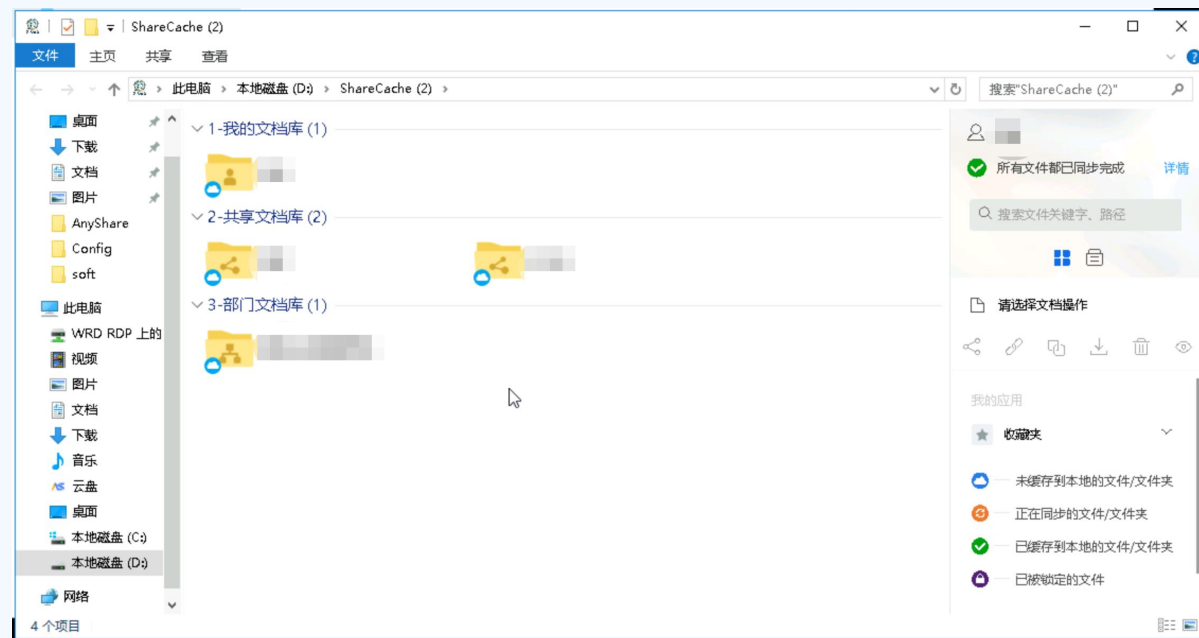 ShareCache (2)
文件 主页 共享 查看
此电脑 本地磁盘 (D:) ShareCache (2) 搜索"ShareCache (2)"
桌面
下载
文档
图片
AnyShare
Config
soft
此电脑
WRD RDP 上的
视频
图片
文档
下载
音乐
云盘
桌面
本地磁盘 (C:)
本地磁盘 (D:)
网络
4 个项目
1-我的文档库 (1)
2-共享文档库 (2)
3-部门文档库 (1)
所有文件都已同步完成 详情
搜索文件关键字、路径
请选择文档操作
我的应用
收藏夹
未缓存到本地的文件/文件夹
正在同步的文件/文件夹
已缓存到本地的文件/文件夹
已被锁定的文件